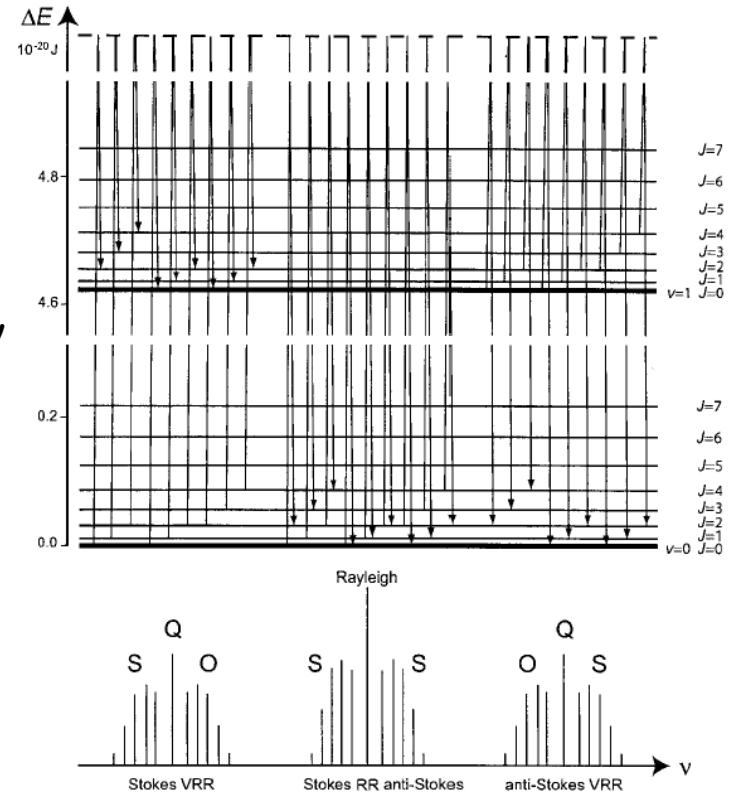 ΔE
10⁻²⁰J
J=7
4.8
J=6
J=5
J=4
J=3
J=2
J=1
4.6
v=1 J=0
J=7
0.2
J=6
J=5
J=4
J=3
J=2
J=1
0.0
v=0 J=0
Rayleigh
Q
Q
S
O
S
S
O
S
ν
Stokes VRR
Stokes RR anti-Stokes
anti-Stokes VRR